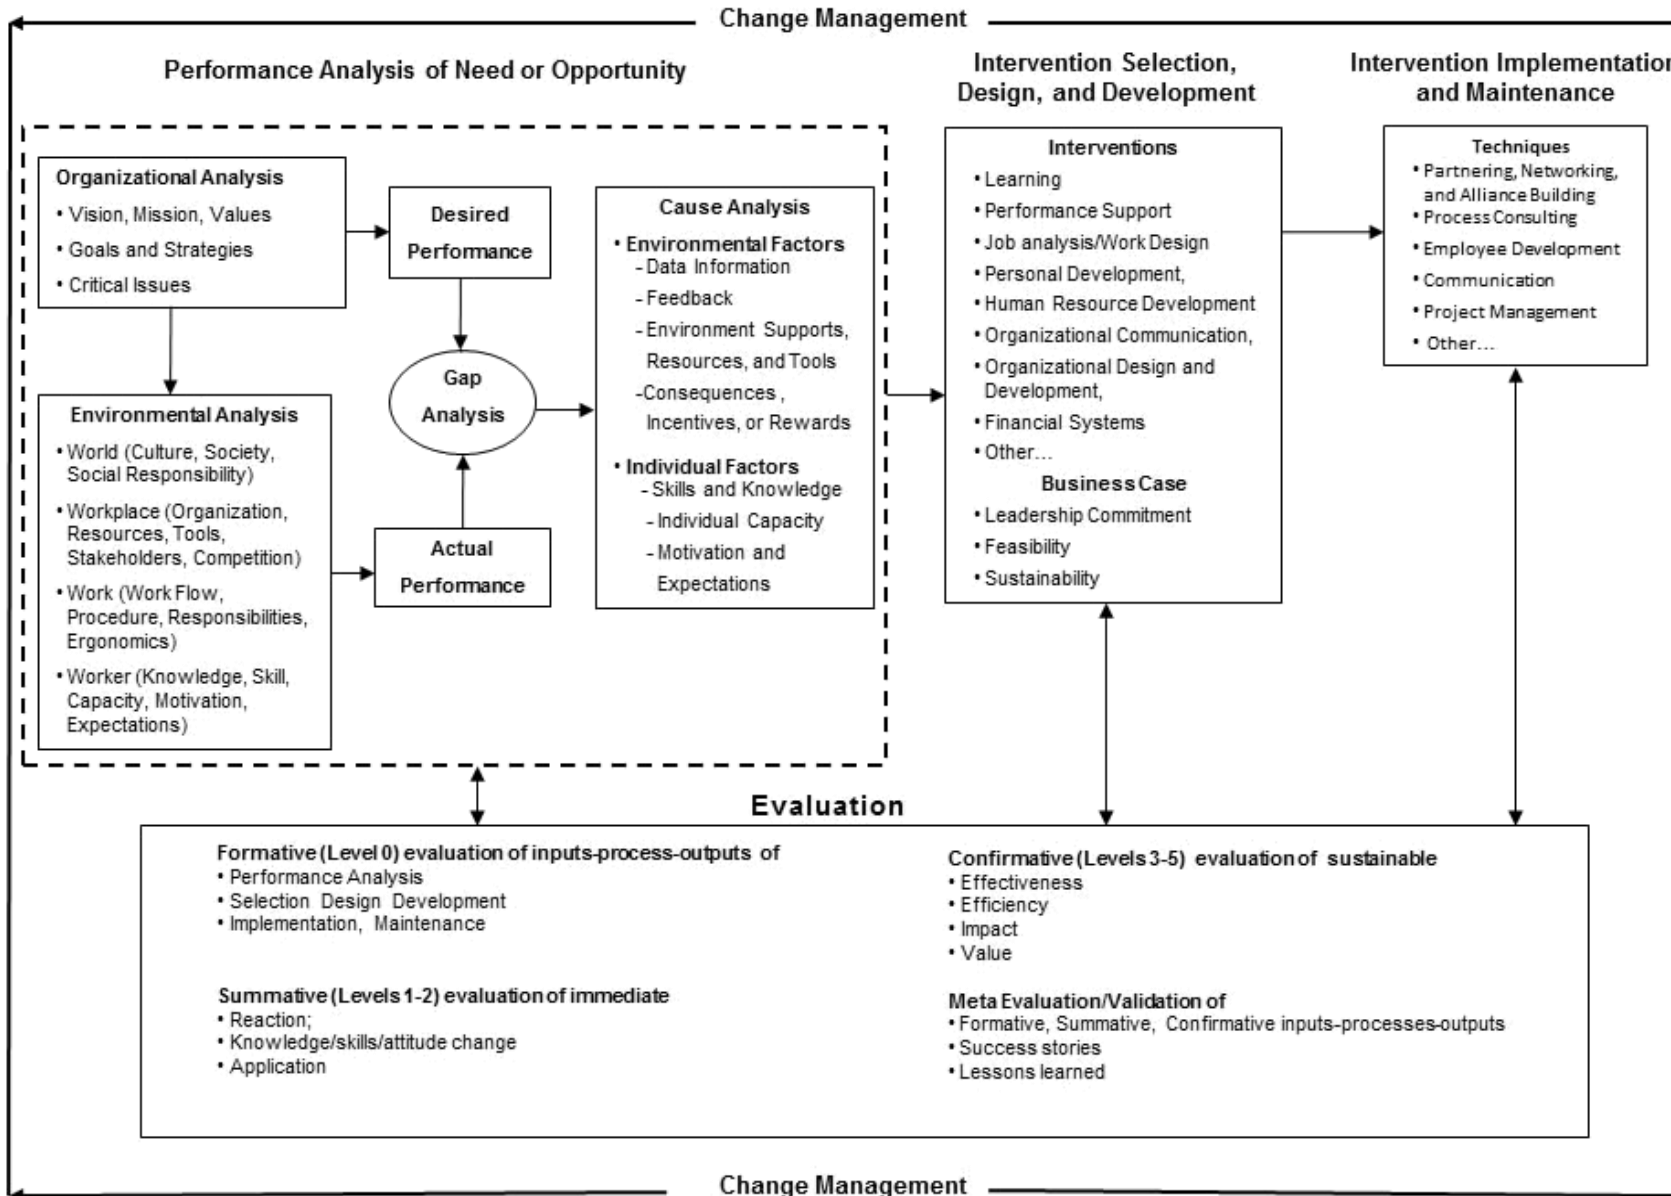 Change Management
Performance Analysis of Need or Opportunity
Intervention Selection,
Design, and Development
Intervention Implementation
and Maintenance
Organizational Analysis
• Vision, Mission, Values
• Goals and Strategies
• Critical Issues
Desired
Performance
Gap
Analysis
Environmental Analysis
• World (Culture, Society,
Social Responsibility)
• Workplace (Organization,
Resources, Tools,
Stakeholders, Competition)
• Work (Work Flow,
Procedure, Responsibilities,
Ergonomics)
• Worker (Knowledge, Skill,
Capacity, Motivation,
Expectations)
Actual
Performance
Cause Analysis
• Environmental Factors
- Data Information
- Feedback
- Environment Supports,
Resources, and Tools
-Consequences ,
Incentives, or Rewards
• Individual Factors
- Skills and Knowledge
- Individual Capacity
- Motivation and
Expectations
Interventions
• Learning
• Performance Support
• Job analysis/Work Design
• Personal Development,
• Human Resource Development
• Organizational Communication,
• Organizational Design and
Development,
• Financial Systems
• Other...
Business Case
• Leadership Commitment
• Feasibility
• Sustainability
Techniques
• Partnering, Networking,
and Alliance Building
• Process Consulting
• Employee Development
• Communication
• Project Management
• Other...
Evaluation
Formative (Level 0) evaluation of inputs-process-outputs of
• Performance Analysis
• Selection Design Development
• Implementation, Maintenance
Summative (Levels 1-2) evaluation of immediate
• Reaction;
• Knowledge/skills/attitude change
• Application
Confirmative (Levels 3-5) evaluation of sustainable
• Effectiveness
• Efficiency
• Impact
• Value
Meta Evaluation/Validation of
• Formative, Summative, Confirmative inputs-processes-outputs
• Success stories
• Lessons learned
Change Management